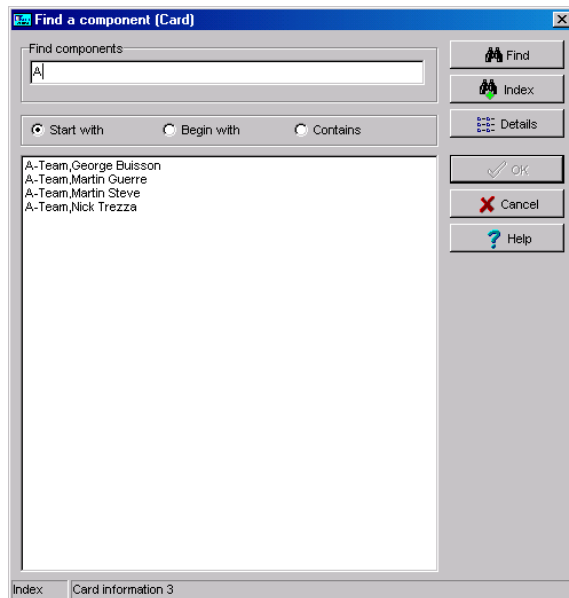 Find a component (Card)
Find components
A
Find
Index
Details
Start with
Begin with
Contains
A-Team,George Buisson
A-Team,Martin Guerre
A-Team,Martin Steve
A-Team,Nick Trezza
OK
Cancel
? Help
Index
Card information 3